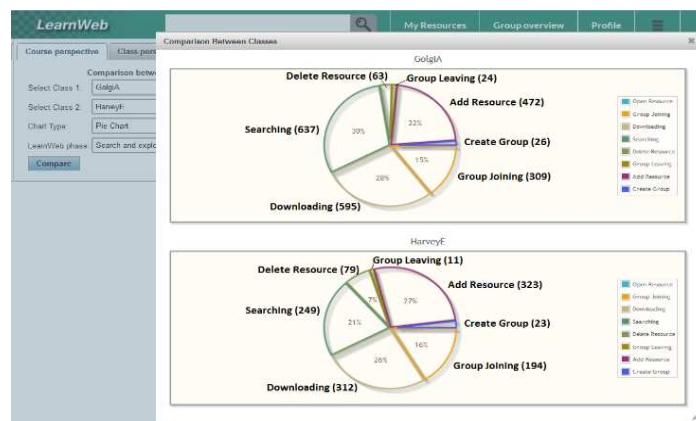 LearnWeb
My Resources Group overview Profile
Course perspective Class pers
Comparison betwe
Select Class 1: GolgiA
Select Class 2: HarveyE
Chart Type: Pie Chart
LearnWeb phase: Search and explo
Compare
Comparison Between Classes
GolgiA
Delete Resource (63)
Group Leaving (24)
Add Resource (472)
Searching (637)
Create Group (26)
Group Joining (309)
Downloading (595)
22%
15%
28%
Open Resource
Group Joining
Downloading
Searching
Delete Resource
Group Leaving
Add Resource
Create Group
HarveyE
Group Leaving (11)
Delete Resource (79)
Add Resource (323)
Searching (249)
Create Group (23)
Group Joining (194)
Downloading (312)
7%
27%
21%
16%
26%
Open Resource
Group Joining
Downloading
Searching
Delete Resource
Group Leaving
Add Resource
Create Group